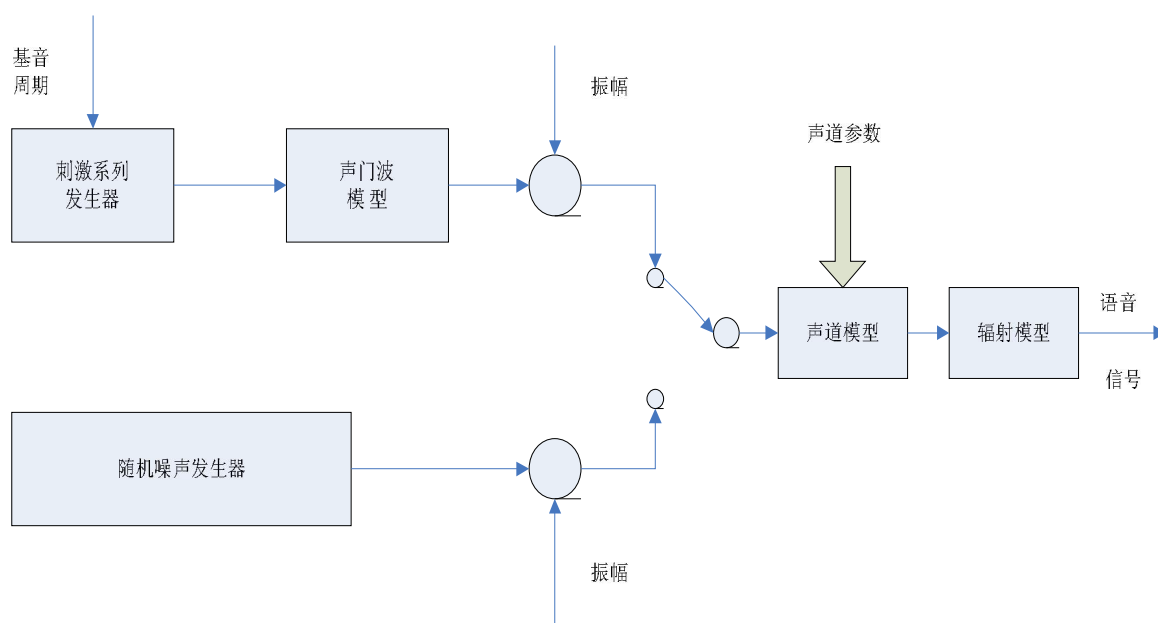 基音
周期
振幅
声道参数
刺激系列
发生器
声门波
模 型
声道模型
辐射模型
语音
信号
随机噪声发生器
振幅